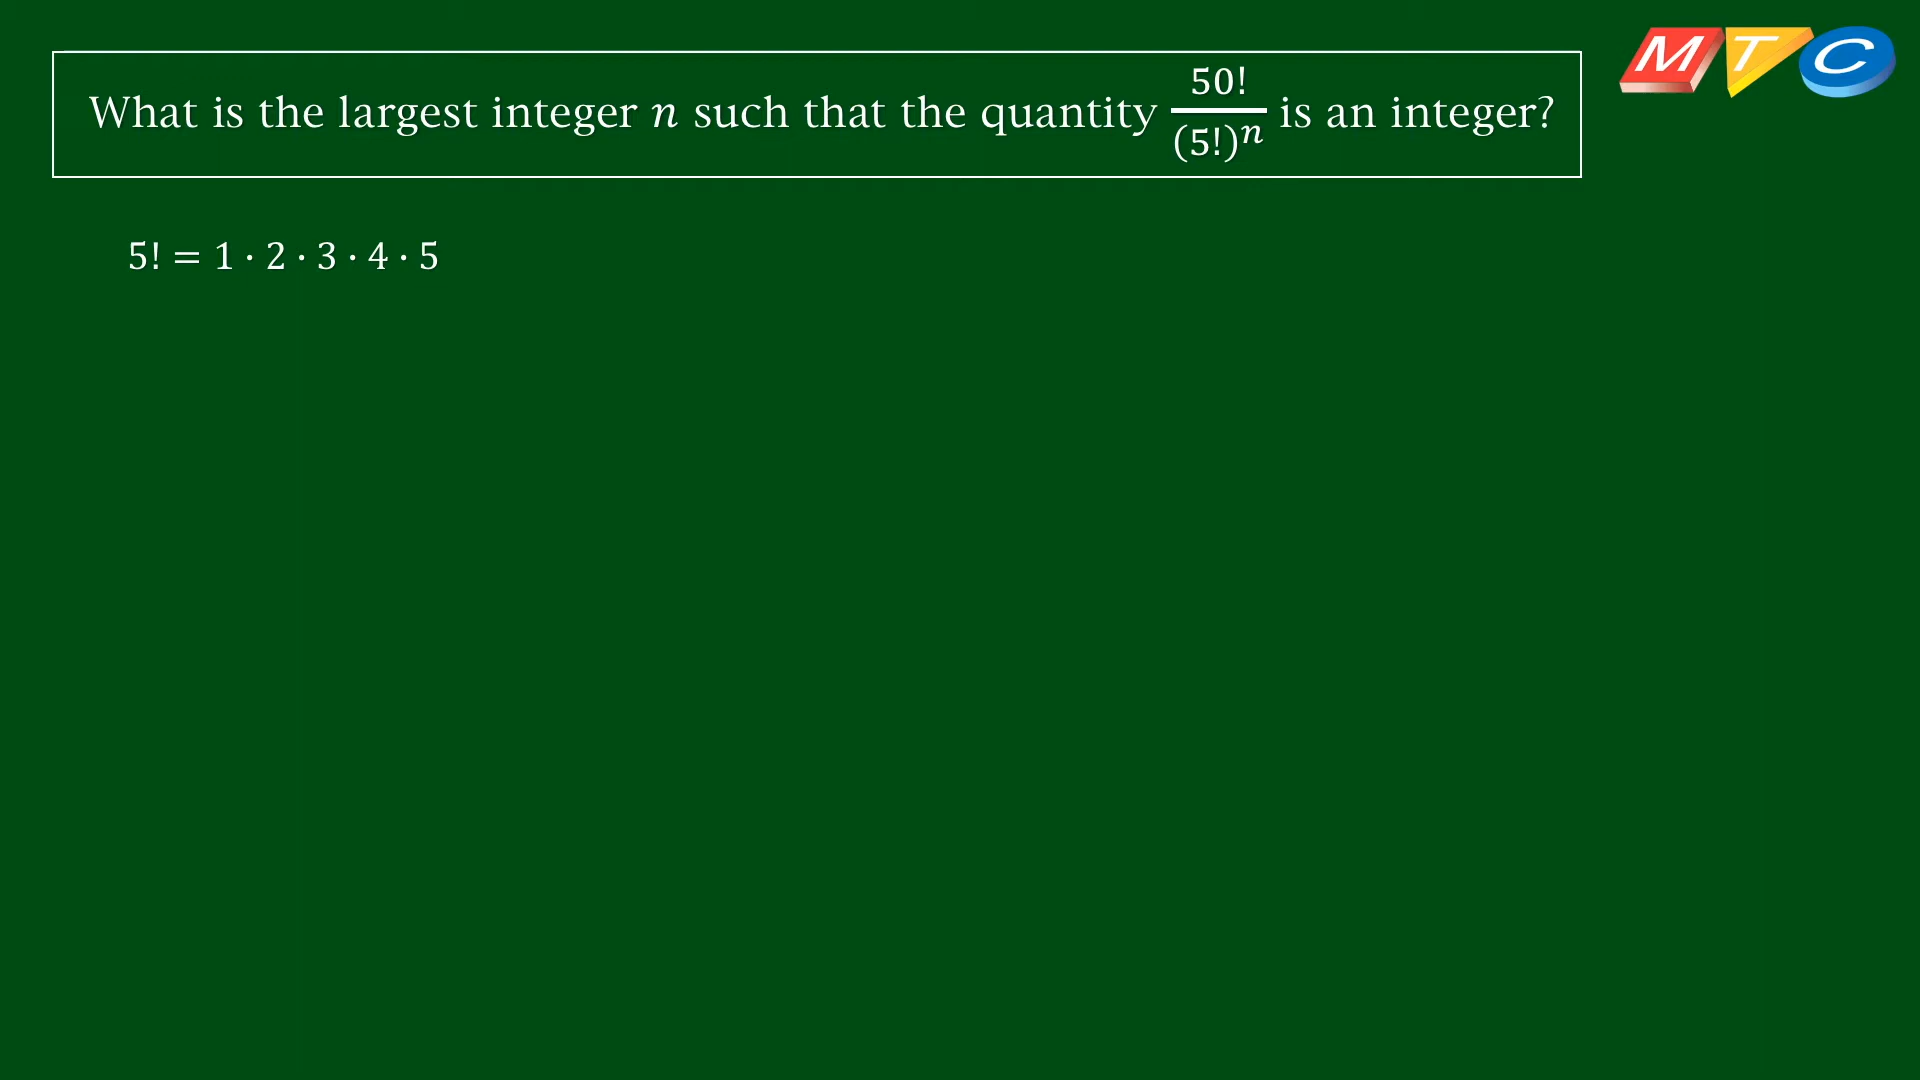 What is the largest integer n such that the quantity 50!/(5!)^n is an integer?
MTC
5! = 1 · 2 · 3 · 4 · 5